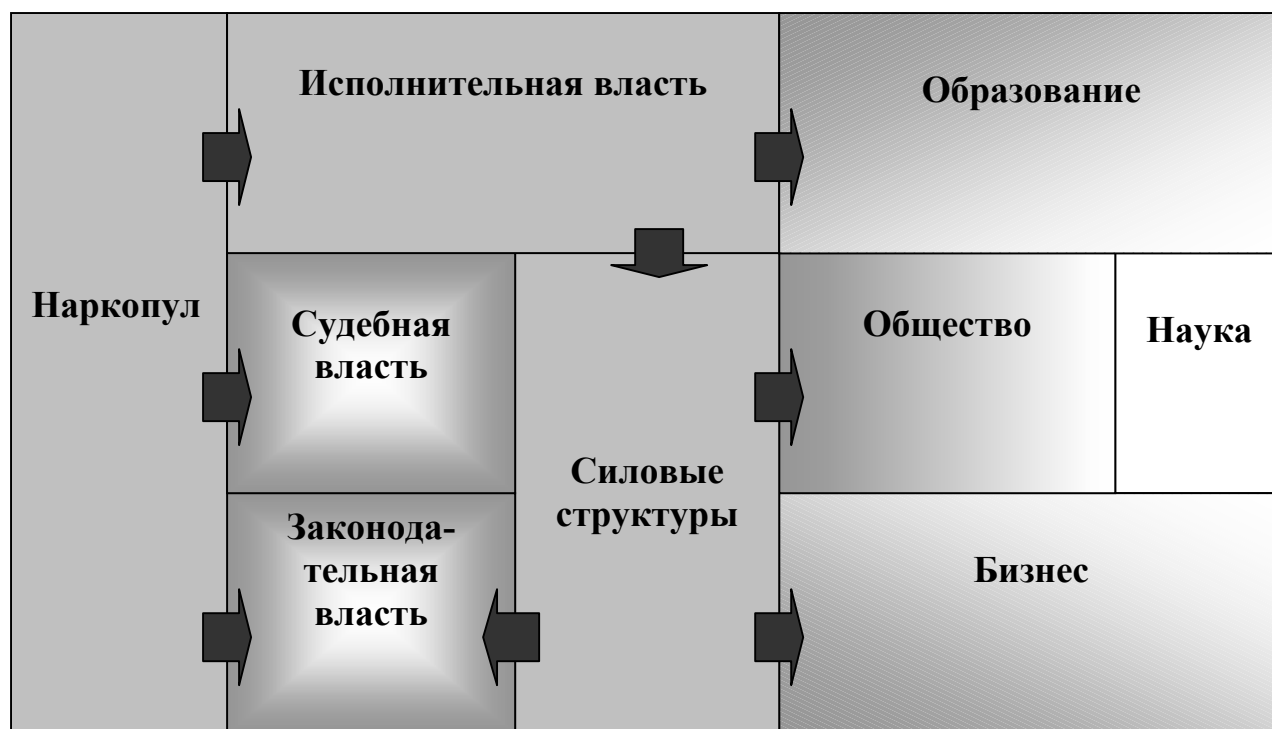 Исполнительная власть
Образование
Наркопул
Судебная
власть
Общество
Наука
Силовые
структуры
Законода-
тельная
власть
Бизнес